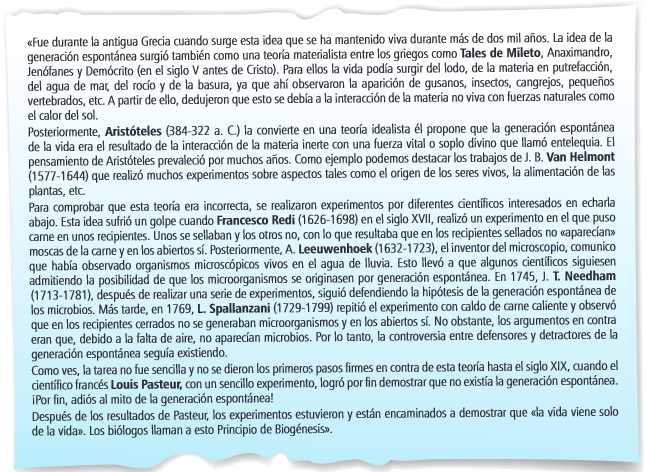 «Fue durante la antigua Grecia cuando surge esta idea que se ha mantenido viva durante más de dos mil años. La idea de la
generación espontánea surgió también como una teoría materialista entre los griegos como Tales de Mileto, Anaximandro,
Jenófanes y Demócrito (en el siglo V antes de Cristo). Para ellos la vida podía surgir del lodo, de la materia en putrefacción,
del agua de mar, del rocío y de la basura, ya que ahí observaron la aparición de gusanos, insectos, cangrejos, pequeños
vertebrados, etc. A partir de ello, dedujeron que esto se debía a la interacción de la materia no viva con fuerzas naturales como
el calor del sol.
Posteriormente, Aristóteles (384-322 a. C.) la convierte en una teoría idealista él propone que la generación espontánea
de la vida era el resultado de la interacción de la materia inerte con una fuerza vital o soplo divino que llamó entelequia. El
pensamiento de Aristóteles prevaleció por muchos años. Como ejemplo podemos destacar los trabajos de J. B. Van Helmont
(1577-1644) que realizó muchos experimentos sobre aspectos tales como el origen de los seres vivos, la alimentación de las
plantas, etc.
Para comprobar que esta teoría era incorrecta, se realizaron experimentos por diferentes científicos interesados en echarla
abajo. Esta idea sufrió un golpe cuando Francesco Redi (1626-1698) en el siglo XVII, realizó un experimento en el que puso
carne en unos recipientes. Unos se sellaban y los otros no, con lo que resultaba que en los recipientes sellados no «aparecían»
moscas de la carne y en los abiertos sí. Posteriormente, A. Leeuwenhoek (1632-1723), el inventor del microscopio, comunico
que había observado organismos microscópicos vivos en el agua de lluvia. Esto llevó a que algunos científicos siguiesen
admitiendo la posibilidad de que los microorganismos se originasen por generación espontánea. En 1745, J. T. Needham
(1713-1781), después de realizar una serie de experimentos, siguió defendiendo la hipótesis de la generación espontánea de
los microbios. Más tarde, en 1769, L. Spallanzani (1729-1799) repitió el experimento con caldo de carne caliente y observó
que en los recipientes cerrados no se generaban microorganismos y en los abiertos sí. No obstante, los argumentos en contra
eran que, debido a la falta de aire, no aparecían microbios. Por lo tanto, la controversia entre defensores y detractores de la
generación espontánea seguía existiendo.
Como ves, la tarea no fue sencilla y no se dieron los primeros pasos firmes en contra de esta teoría hasta el siglo XIX, cuando el
científico francés Louis Pasteur, con un sencillo experimento, logró por fin demostrar que no existía la generación espontánea.
¡Por fin, adiós al mito de la generación espontánea!
Después de los resultados de Pasteur, los experimentos estuvieron y están encaminados a demostrar que «la vida viene solo
de la vida». Los biólogos llaman a esto Principio de Biogénesis».